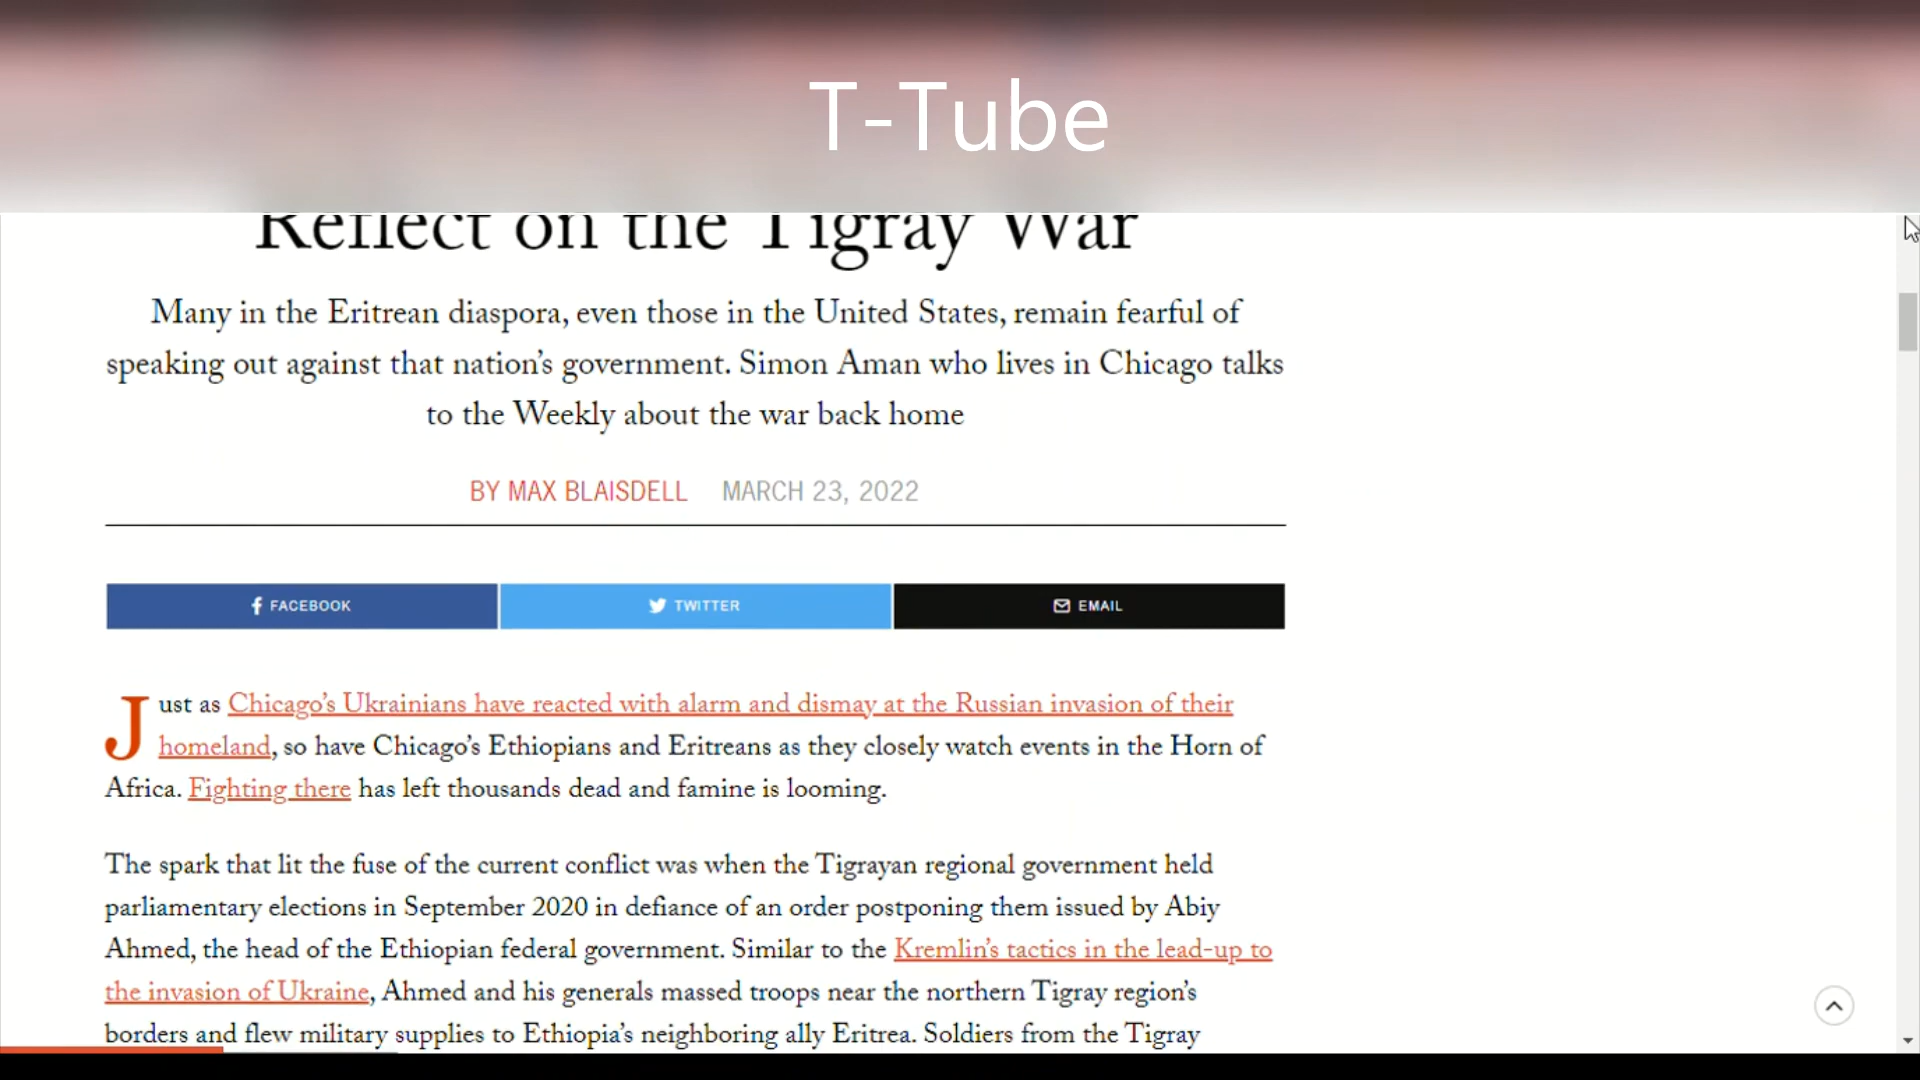 T-Tube
Reflect on the Tigray War
Many in the Eritrean diaspora, even those in the United States, remain fearful of
speaking out against that nation’s government. Simon Aman who lives in Chicago talks
to the Weekly about the war back home
BY MAX BLAISDELL MARCH 23, 2022
FACEBOOK TWITTER EMAIL
Just as Chicago’s Ukrainians have reacted with alarm and dismay at the Russian invasion of their
homeland, so have Chicago’s Ethiopians and Eritreans as they closely watch events in the Horn of
Africa. Fighting there has left thousands dead and famine is looming.
The spark that lit the fuse of the current conflict was when the Tigrayan regional government held
parliamentary elections in September 2020 in defiance of an order postponing them issued by Abiy
Ahmed, the head of the Ethiopian federal government. Similar to the Kremlin’s tactics in the lead-up to
the invasion of Ukraine, Ahmed and his generals massed troops near the northern Tigray region’s
borders and flew military supplies to Ethiopia’s neighboring ally Eritrea. Soldiers from the Tigray